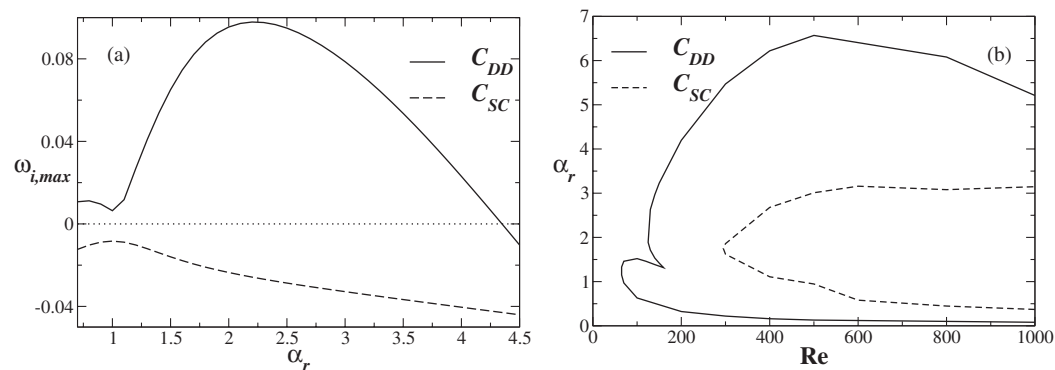 (a)
C_DD
C_SC
ω_i,max
0.08
0.04
0
-0.04
1 1.5 2 2.5 3 3.5 4 4.5
α_r
(b)
C_DD
C_SC
α_r
7
6
5
4
3
2
1
0
0 200 400 600 800 1000
Re